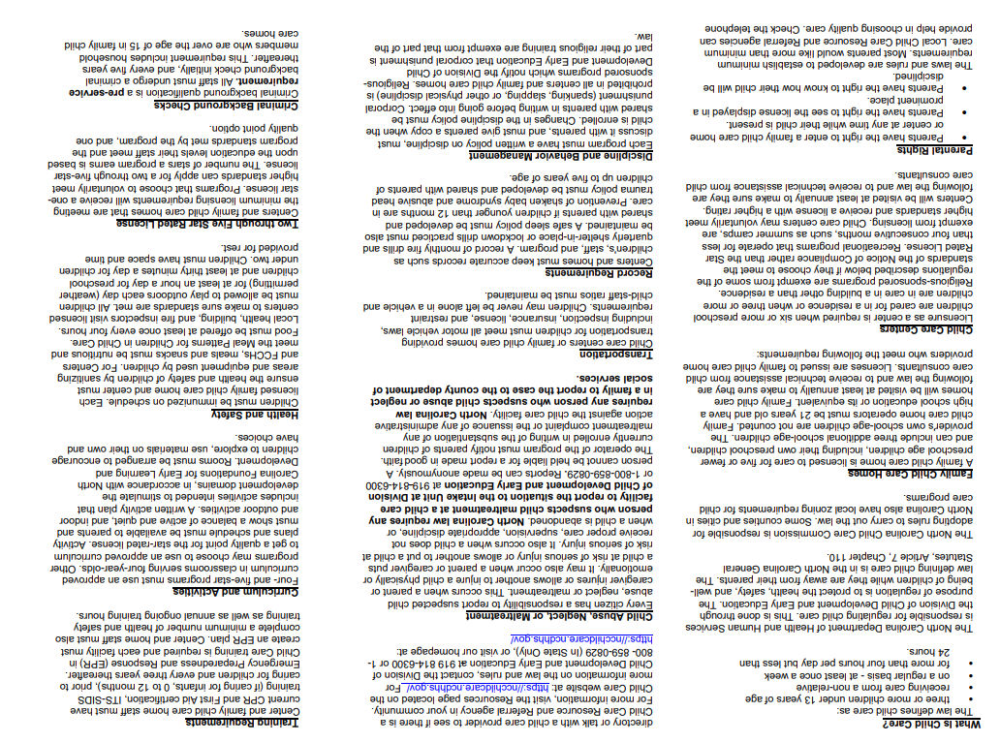 What Is Child Care?
The law defines child care as:
• three or more children under 13 years of age
• receiving care from a non-relative
• on a regular basis - at least once a week
• for more than four hours per day but less than
24 hours.
The North Carolina Department of Health and Human Services
is responsible for regulating child care. This is done through
the Division of Child Development and Early Education. The
purpose of regulation is to protect the health, safety, and well-
being of children while they are away from their parents. The
law defining child care is in the North Carolina General
Statutes, Article 7, Chapter 110.
The North Carolina Child Care Commission is responsible for
adopting rules to carry out the law. Some counties and cities in
North Carolina also have local zoning requirements for child
care programs.
Family Child Care Homes
A family child care home is licensed to care for five or fewer
preschool age children, including their own preschool children,
and can include three additional school-age children. The
provider's own school-age children are not counted. Family
child care home operators must be 21 years old and have a
high school education or its equivalent. Family child care
homes will be visited at least annually to make sure they are
following the law and to receive technical assistance from child
care consultants. Licenses are issued to family child care home
providers who meet the following requirements:
Child Care Centers
Licensure as a center is required when six or more preschool
children are cared for in a residence or when three or more
children are in care in a building other than a residence.
Religious-sponsored programs are exempt from some of the
regulations described below if they choose to meet the
standards of the Notice of Compliance rather than the Star
Rated License. Recreational programs that operate for less
than four consecutive months, such as summer camps, are
exempt from licensing. Child care centers may voluntarily meet
higher standards and receive a license with a higher rating.
Centers will be visited at least annually to make sure they are
following the law and to receive technical assistance from child
care consultants.
Parental Rights
• Parents have the right to enter a family child care home
or center at any time while their child is present.
• Parents have the right to see the license displayed in a
prominent place.
• Parents have the right to know how their child will be
disciplined.
The laws and rules are developed to establish minimum
requirements. Most parents would like more than minimum
care. Local Child Care Resource and Referral agencies can
provide help in choosing quality care. Check the telephone
directory or talk with a child care provider to see if there is a
Child Care Resource and Referral agency in your community.
For more information, visit the Resources page located on the
Child Care website at: https://ncchildcare.ncdhhs.gov/ For
more information on the law and rules, contact the Division of
Child Development and Early Education at 919 814-6300 or 1-
800- 859-0829 (In State Only), or visit our homepage at:
https://ncchildcare.ncdhhs.gov/
Child Abuse, Neglect, or Maltreatment
Every citizen has a responsibility to report suspected child
abuse, neglect or maltreatment. This occurs when a parent or
caregiver injures or allows another to injure a child physically or
emotionally. It may also occur when a parent or caregiver puts
a child at risk of serious injury or allows another to put a child at
risk of serious injury. It also occurs when a child does not
receive proper care, supervision, appropriate discipline, or
when a child is abandoned. North Carolina law requires any
person who suspects child maltreatment at a child care
facility to report the situation to the Intake Unit at Division
of Child Development and Early Education at 919-814-6300
or 1-800-859-0829. Reports can be made anonymously. A
person cannot be held liable for a report made in good faith.
The operator of the program must notify parents of children
currently enrolled in writing of the substantiation of any
maltreatment complaint or the issuance of any administrative
action against the child care facility. North Carolina law
requires any person who suspects child abuse or neglect
in a family to report the case to the county department of
social services.
Transportation
Child care centers or family child care homes providing
transportation for children must meet all motor vehicle laws,
including inspection, insurance, license, and restraint
requirements. Children may never be left alone in a vehicle and
child-staff ratios must be maintained.
Record Requirements
Centers and homes must keep accurate records such as
children's, staff, and program. A record of monthly fire drills and
quarterly shelter-in-place or lockdown drills practiced must also
be maintained. A safe sleep policy must be developed and
shared with parents if children younger than 12 months are in
care. Prevention of shaken baby syndrome and abusive head
trauma policy must be developed and shared with parents of
children up to five years of age.
Discipline and Behavior Management
Each program must have a written policy on discipline, must
discuss it with parents, and must give parents a copy when the
child is enrolled. Changes in the discipline policy must be
shared with parents in writing before going into effect. Corporal
punishment (spanking, slapping, or other physical discipline) is
prohibited in all centers and family child care homes. Religious-
sponsored programs which notify the Division of Child
Development and Early Education that corporal punishment is
part of their religious training are exempt from that part of the
law.
Training Requirements
Center and family child care home staff must have
current CPR and First Aid certification, ITS-SIDS
training (if caring for infants, 0 to 12 months), prior to
caring for children and every three years thereafter.
Emergency Preparedness and Response (EPR) in
Child Care training is required and each facility must
create an EPR plan. Center and home staff must also
complete a minimum number of health and safety
training as well as annual ongoing training hours.
Curriculum and Activities
Four- and five-star programs must use an approved
curriculum in classrooms serving four-year-olds. Other
programs may choose to use an approved curriculum
to get a quality point for the star-rated license. Activity
plans and schedule must be available to parents and
must show a balance of active and quiet, and indoor
and outdoor activities. A written activity plan that
includes activities intended to stimulate the
development domains, in accordance with North
Carolina Foundations for Early Learning and
Development. Rooms must be arranged to encourage
children to explore, use materials on their own and
have choices.
Health and Safety
Children must be immunized on schedule. Each
licensed family child care home and center must
ensure the health and safety of children by sanitizing
areas and equipment used by children. For Centers
and FCCHs, meals and snacks must be nutritious and
meet the Meal Patterns for Children in Child Care.
Food must be offered at least once every four hours.
Local health, building, and fire inspectors visit licensed
centers to make sure standards are met. All children
must be allowed to play outdoors each day (weather
permitting) for at least an hour a day for preschool
children and at least thirty minutes a day for children
under two. Children must have space and time
provided for rest.
Two through Five Star Rated License
Centers and family child care homes that are meeting
the minimum licensing requirements will receive a one-
star license. Programs that choose to voluntarily meet
higher standards can apply for a two through five-star
license. The number of stars a program earns is based
upon the education levels their staff meet and the
program standards met by the program, and one
quality point option.
Criminal Background Checks
Criminal background qualification is a pre-service
requirement. All staff must undergo a criminal
background check initially, and every five years
thereafter. This requirement includes household
members who are over the age of 15 in family child
care homes.